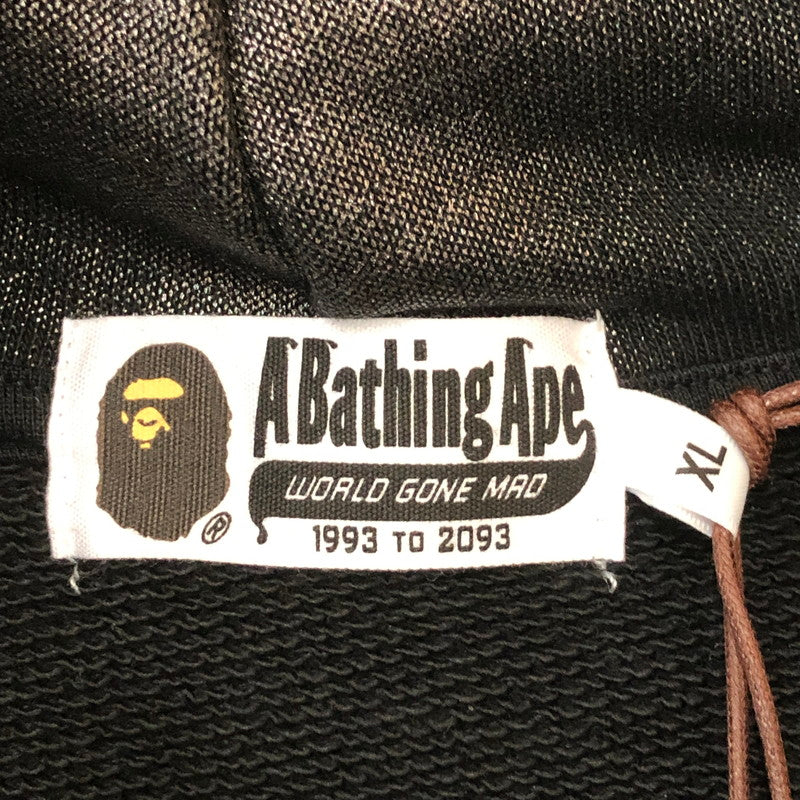 A Bathing Ape
WORLD GONE MAD
1993 TO 2093
®
XL